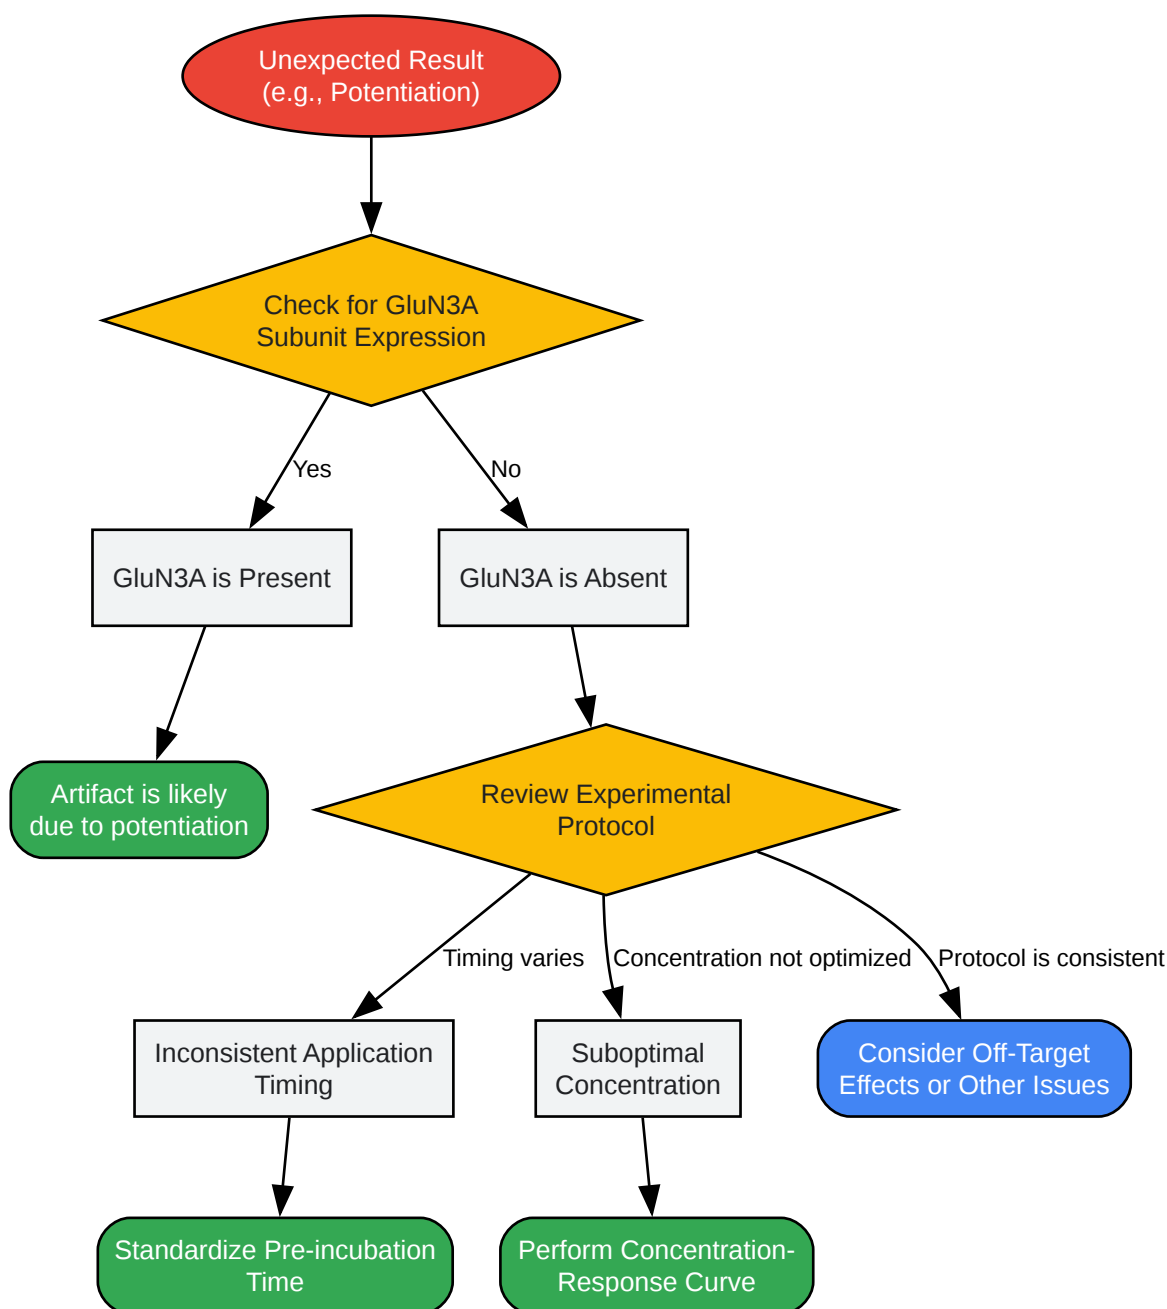 Unexpected Result
(e.g., Potentiation)
Check for GluN3A
Subunit Expression
Yes
No
GluN3A is Present
GluN3A is Absent
Artifact is likely
due to potentiation
Review Experimental
Protocol
Timing varies
Concentration not optimized
Protocol is consistent
Inconsistent Application
Timing
Suboptimal
Concentration
Consider Off-Target
Effects or Other Issues
Standardize Pre-incubation
Time
Perform Concentration-
Response Curve